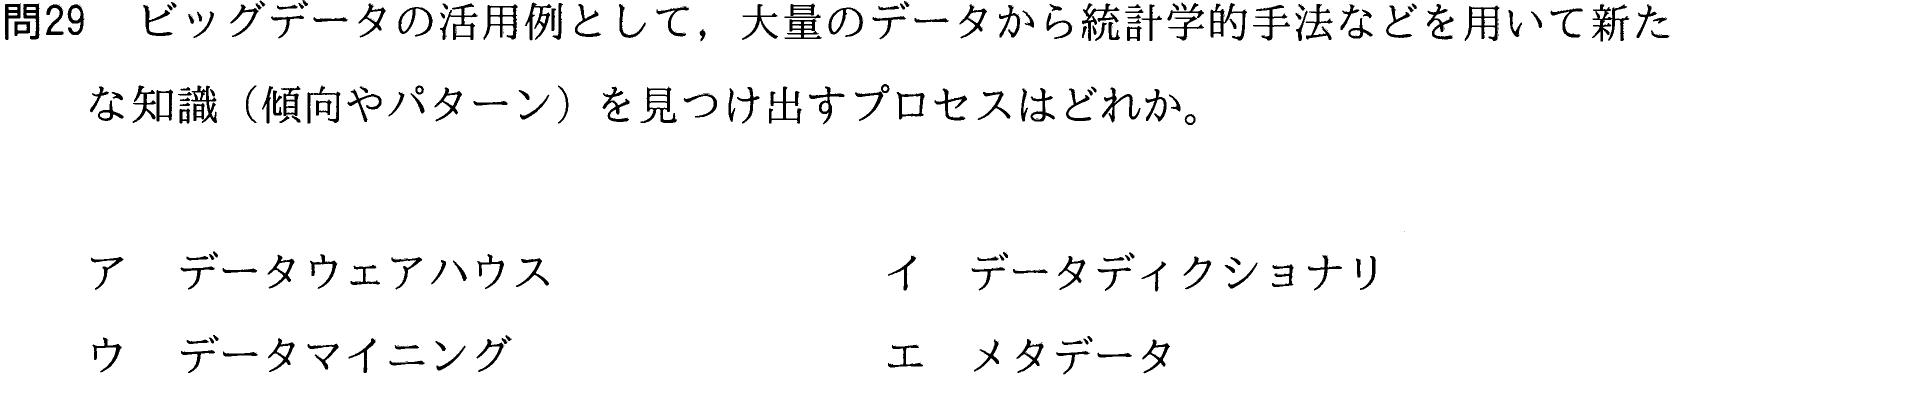 問29　ビッグデータの活用例として，大量のデータから統計学的手法などを用いて新た
な知識（傾向やパターン）を見つけ出すプロセスはどれか。
ア　データウェアハウス　イ　データディクショナリ
ウ　データマイニング　エ　メタデータ